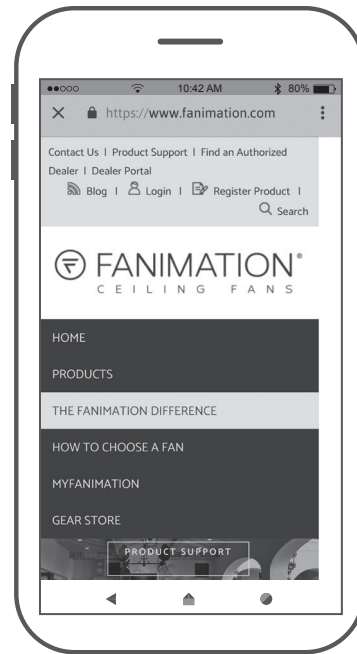 10:42 AM 80%
https://www.fanimation.com
Contact Us | Product Support | Find an Authorized
Dealer | Dealer Portal
Blog | Login | Register Product |
Search
FANIMATION®
CEILING FANS
HOME
PRODUCTS
THE FANIMATION DIFFERENCE
HOW TO CHOOSE A FAN
MYFANIMATION
GEAR STORE
PRODUCT SUPPORT